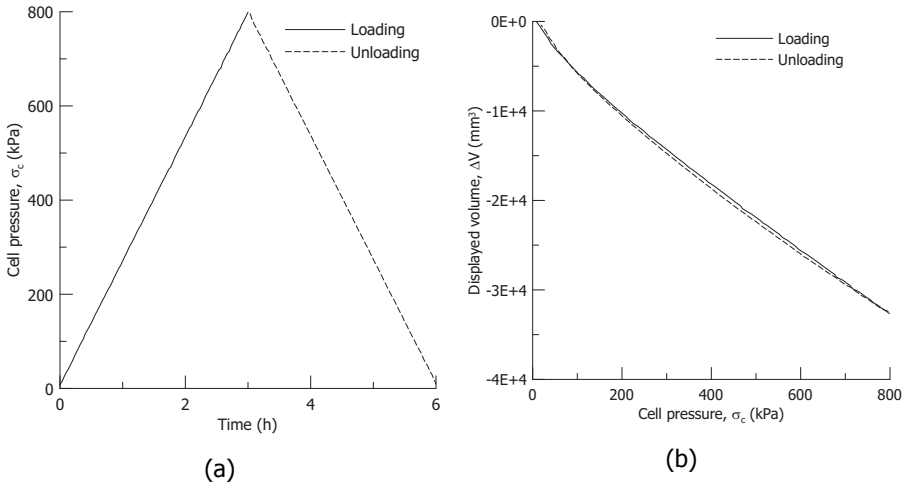 800
600
400
200
0
Cell pressure, σc (kPa)
0 2 4 6
Time (h)
Loading
Unloading
(a)
0E+0
-1E+4
-2E+4
-3E+4
-4E+4
Displayed volume, ΔV (mm³)
0 200 400 600 800
Cell pressure, σc (kPa)
Loading
Unloading
(b)